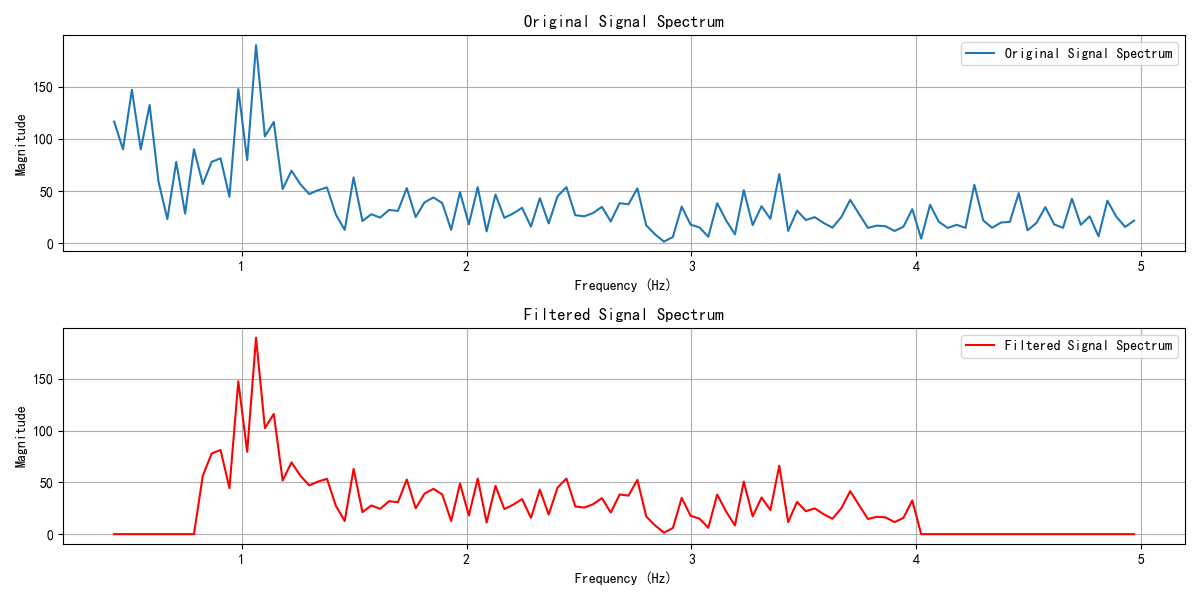 Original Signal Spectrum
Original Signal Spectrum
Magnitude
150
100
50
0
1 2 3 4 5
Frequency (Hz)
Filtered Signal Spectrum
Filtered Signal Spectrum
Magnitude
150
100
50
0
1 2 3 4 5
Frequency (Hz)